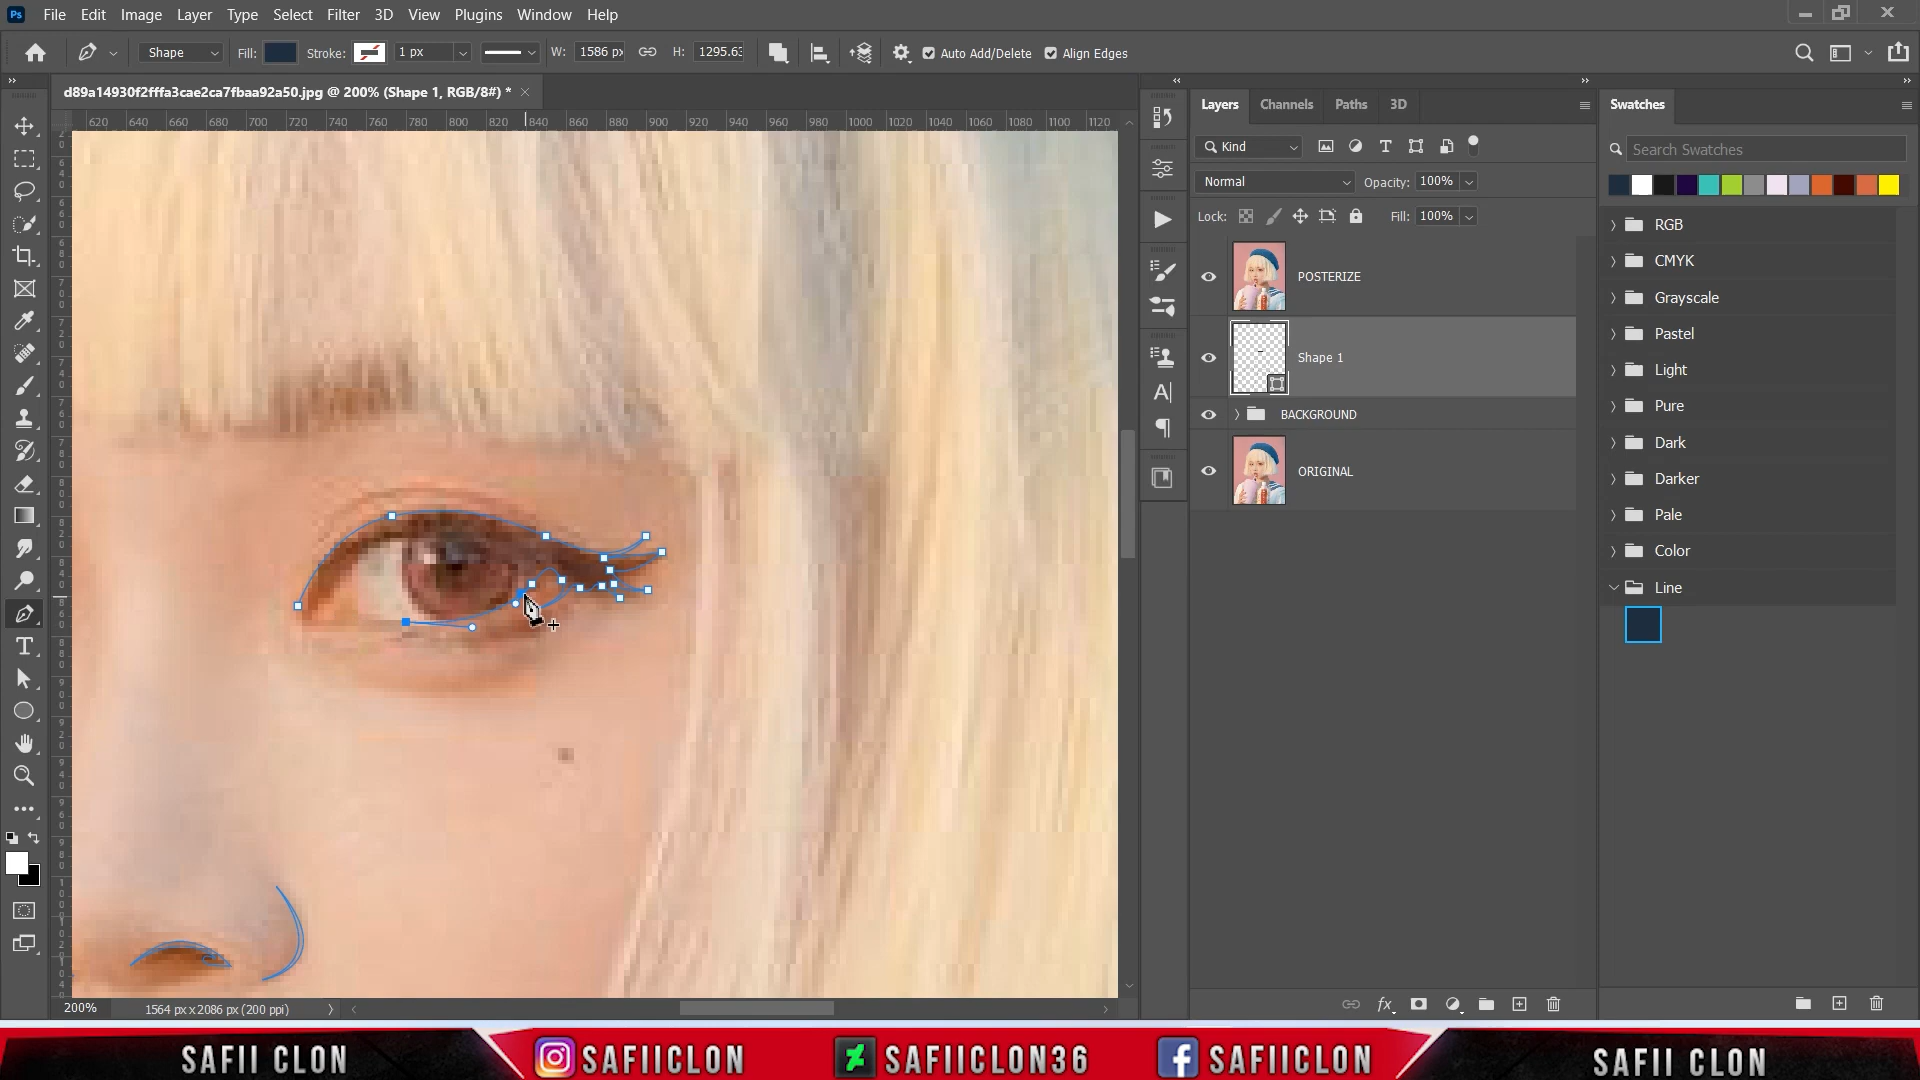 Ps File Edit Image Layer Type Select Filter 3D View Plugins Window Help
Shape Fill: Stroke: 1 px W: 1586 px H: 1295.63 Auto Add/Delete Align Edges
d89a14930f2fffa3cae2ca7fbaa92a50.jpg @ 200% (Shape 1, RGB/8#) *
620 640 660 680 700 720 740 760 780 800 820 840 860 880 900 920 940 960 980 1000 1020 1040 1060 1080 1100 1120
Layers Channels Paths 3D
Kind
Normal Opacity: 100%
Lock: Fill: 100%
POSTERIZE
Shape 1
BACKGROUND
ORIGINAL
Swatches
Search Swatches
RGB
CMYK
Grayscale
Pastel
Light
Pure
Dark
Darker
Pale
Color
Line
200% 1564 px x 2086 px (200 ppi)
SAFII CLON SAFIICLON SAFIICLON36 SAFIICLON SAFII CLON